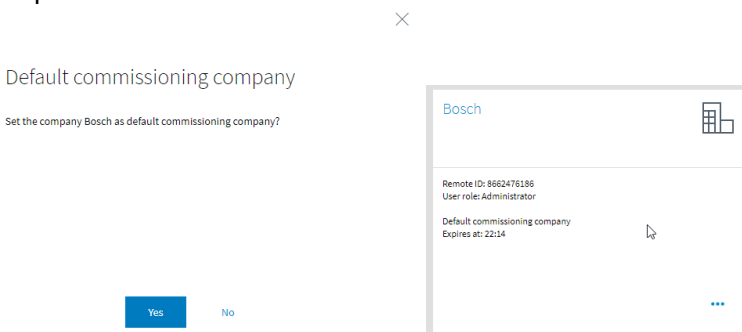 Default commissioning company
Set the company Bosch as default commissioning company?
Yes
No
Bosch
Remote ID: 8662476186
User role: Administrator
Default commissioning company
Expires at: 22:14